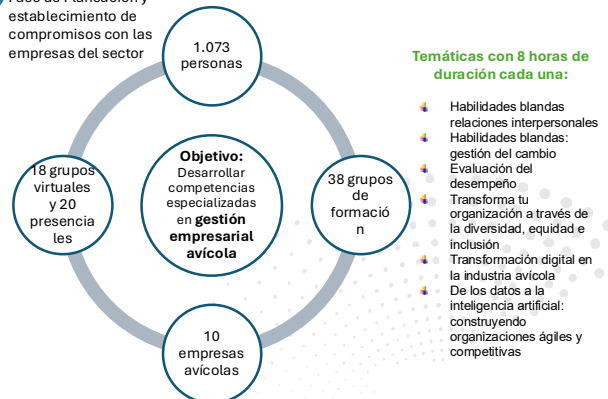 establecimiento de
compromisos con las
empresas del sector
1.073
personas
18 grupos
virtuales
y 20
presencia
les
Objetivo:
Desarrollar
competencias
especializadas
en gestión
empresarial
avícola
38 grupos
de
formació
n
10
empresas
avícolas
Temáticas con 8 horas de
duración cada una:
Habilidades blandas
relaciones interpersonales
Habilidades blandas:
gestión del cambio
Evaluación del
desempeño
Transforma tu
organización a través de
la diversidad, equidad e
inclusión
Transformación digital en
la industria avícola
De los datos a la
inteligencia artificial:
construyendo
organizaciones ágiles y
competitivas